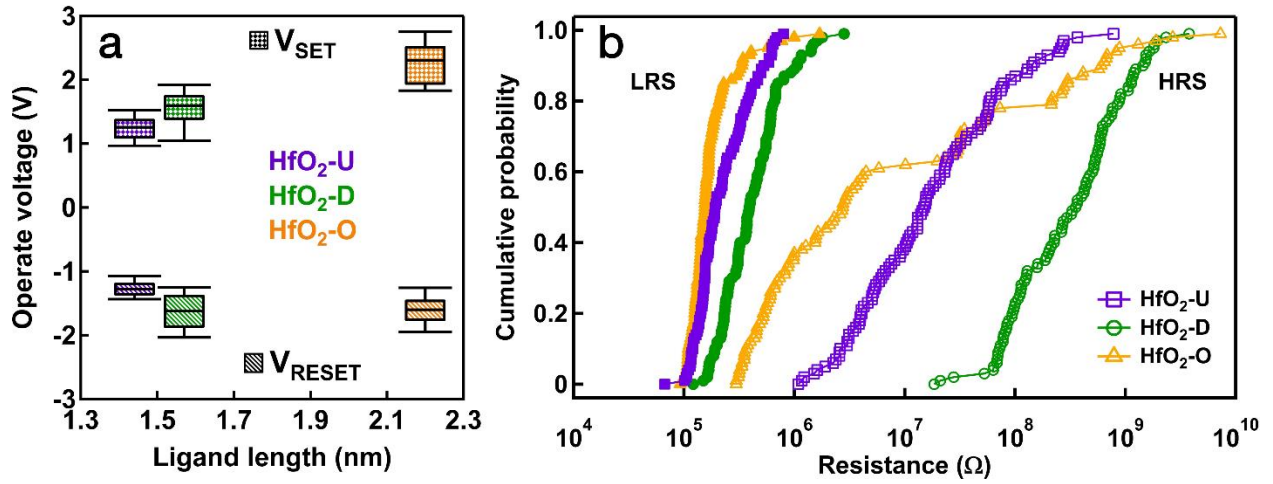 a
V_SET
HfO₂-U
HfO₂-D
HfO₂-O
V_RESET
Operate voltage (V)
3
2
1
0
-1
-2
-3
1.3 1.5 1.7 1.9 2.1 2.3
Ligand length (nm)
b
LRS
HRS
HfO₂-U
HfO₂-D
HfO₂-O
Cumulative probability
1.0
0.8
0.6
0.4
0.2
0
10⁴ 10⁵ 10⁶ 10⁷ 10⁸ 10⁹ 10¹⁰
Resistance (Ω)